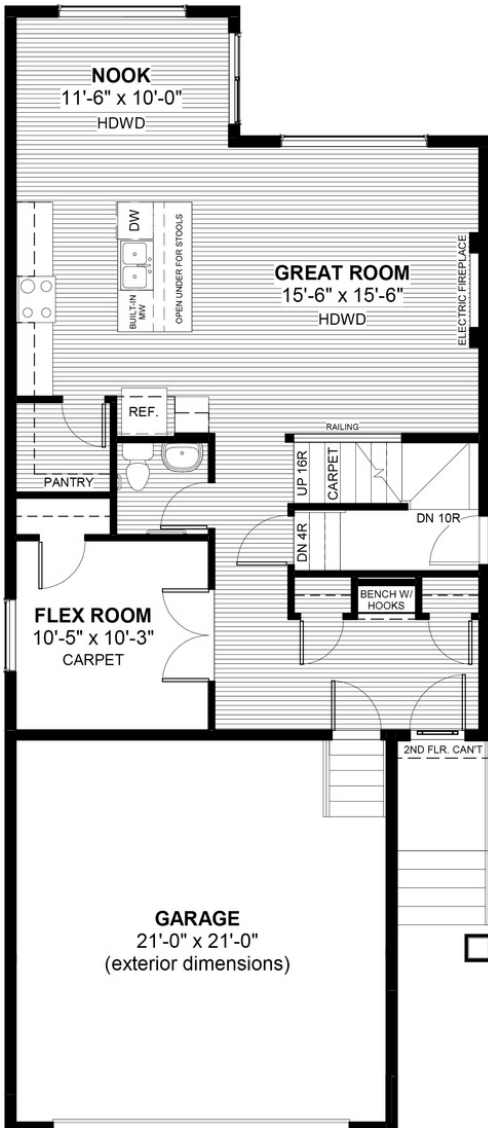 NOOK
11'-6" x 10'-0"
HDWD
DW
BUILT-IN
MW
OPEN UNDER FOR STOOLS
GREAT ROOM
15'-6" x 15'-6"
HDWD
ELECTRIC FIREPLACE
REF.
RAILING
PANTRY
UP 16R
CARPET
DN 4R
DN 10R
BENCH W/
HOOKS
FLEX ROOM
10'-5" x 10'-3"
CARPET
2ND FLR. CAN'T
GARAGE
21'-0" x 21'-0"
(exterior dimensions)